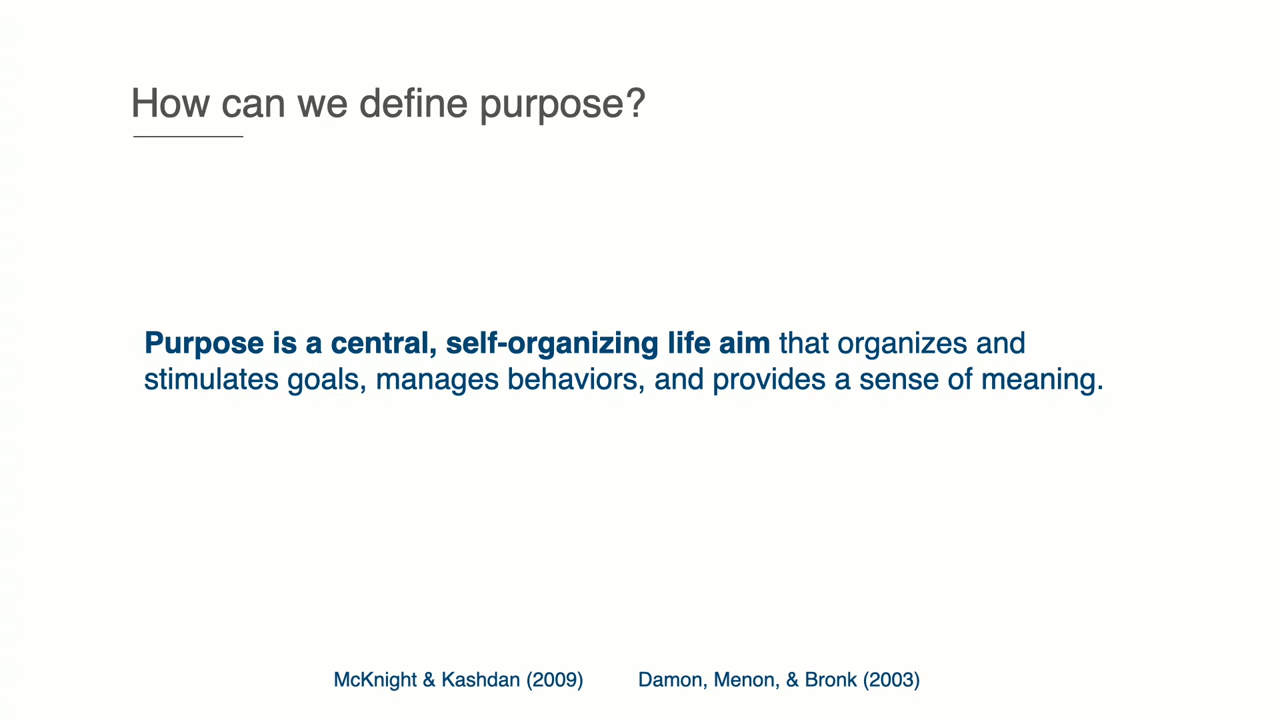 How can we define purpose?
Purpose is a central, self-organizing life aim that organizes and
stimulates goals, manages behaviors, and provides a sense of meaning.
McKnight & Kashdan (2009) Damon, Menon, & Bronk (2003)